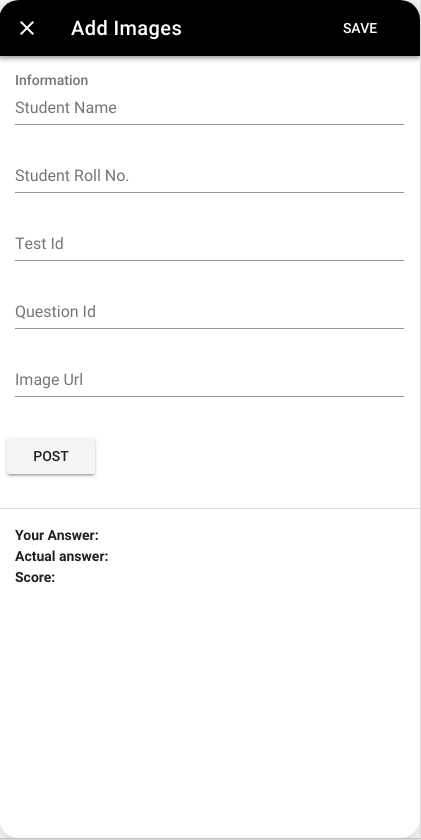 Add Images SAVE
Information
Student Name
Student Roll No.
Test Id
Question Id
Image Url
POST
Your Answer:
Actual answer:
Score: